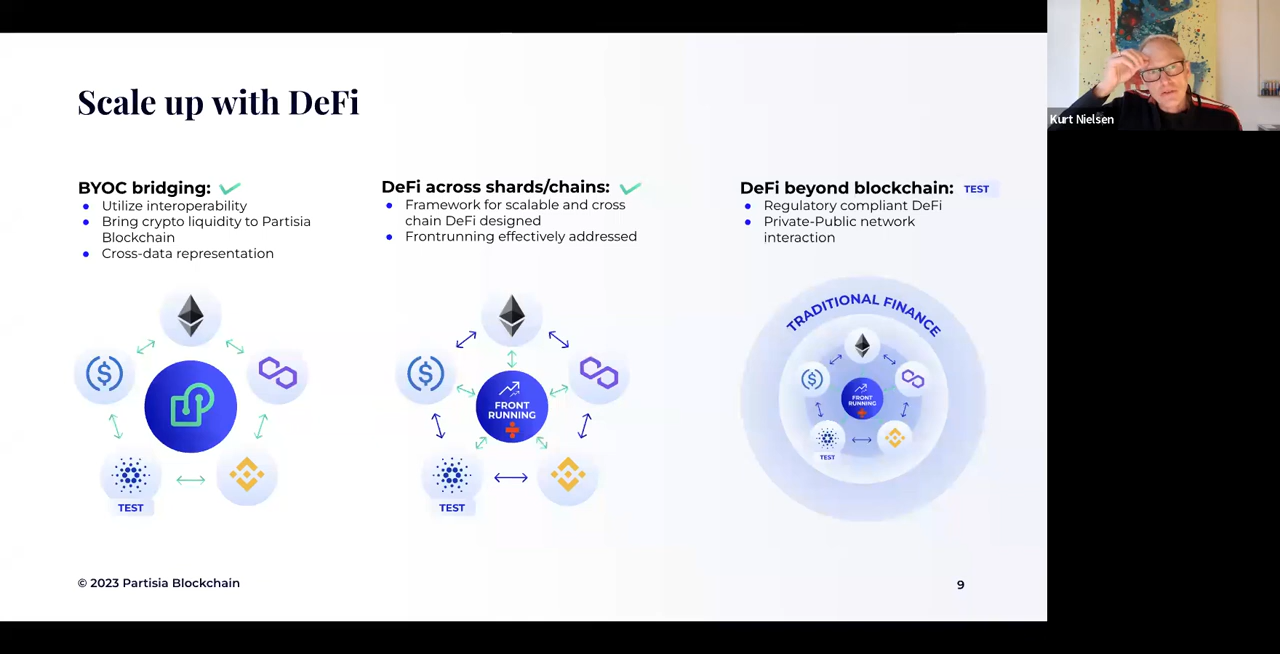 Scale up with DeFi
Kurt Nielsen
BYOC bridging:
• Utilize interoperability
• Bring crypto liquidity to Partisia
Blockchain
• Cross-data representation
TEST
DeFi across shards/chains:
• Framework for scalable and cross
chain DeFi designed
• Frontrunning effectively addressed
FRONT
RUNNING
TEST
DeFi beyond blockchain: TEST
• Regulatory compliant DeFi
• Private-Public network
interaction
TRADITIONAL FINANCE
FRONT
RUNNING
TEST
© 2023 Partisia Blockchain
9